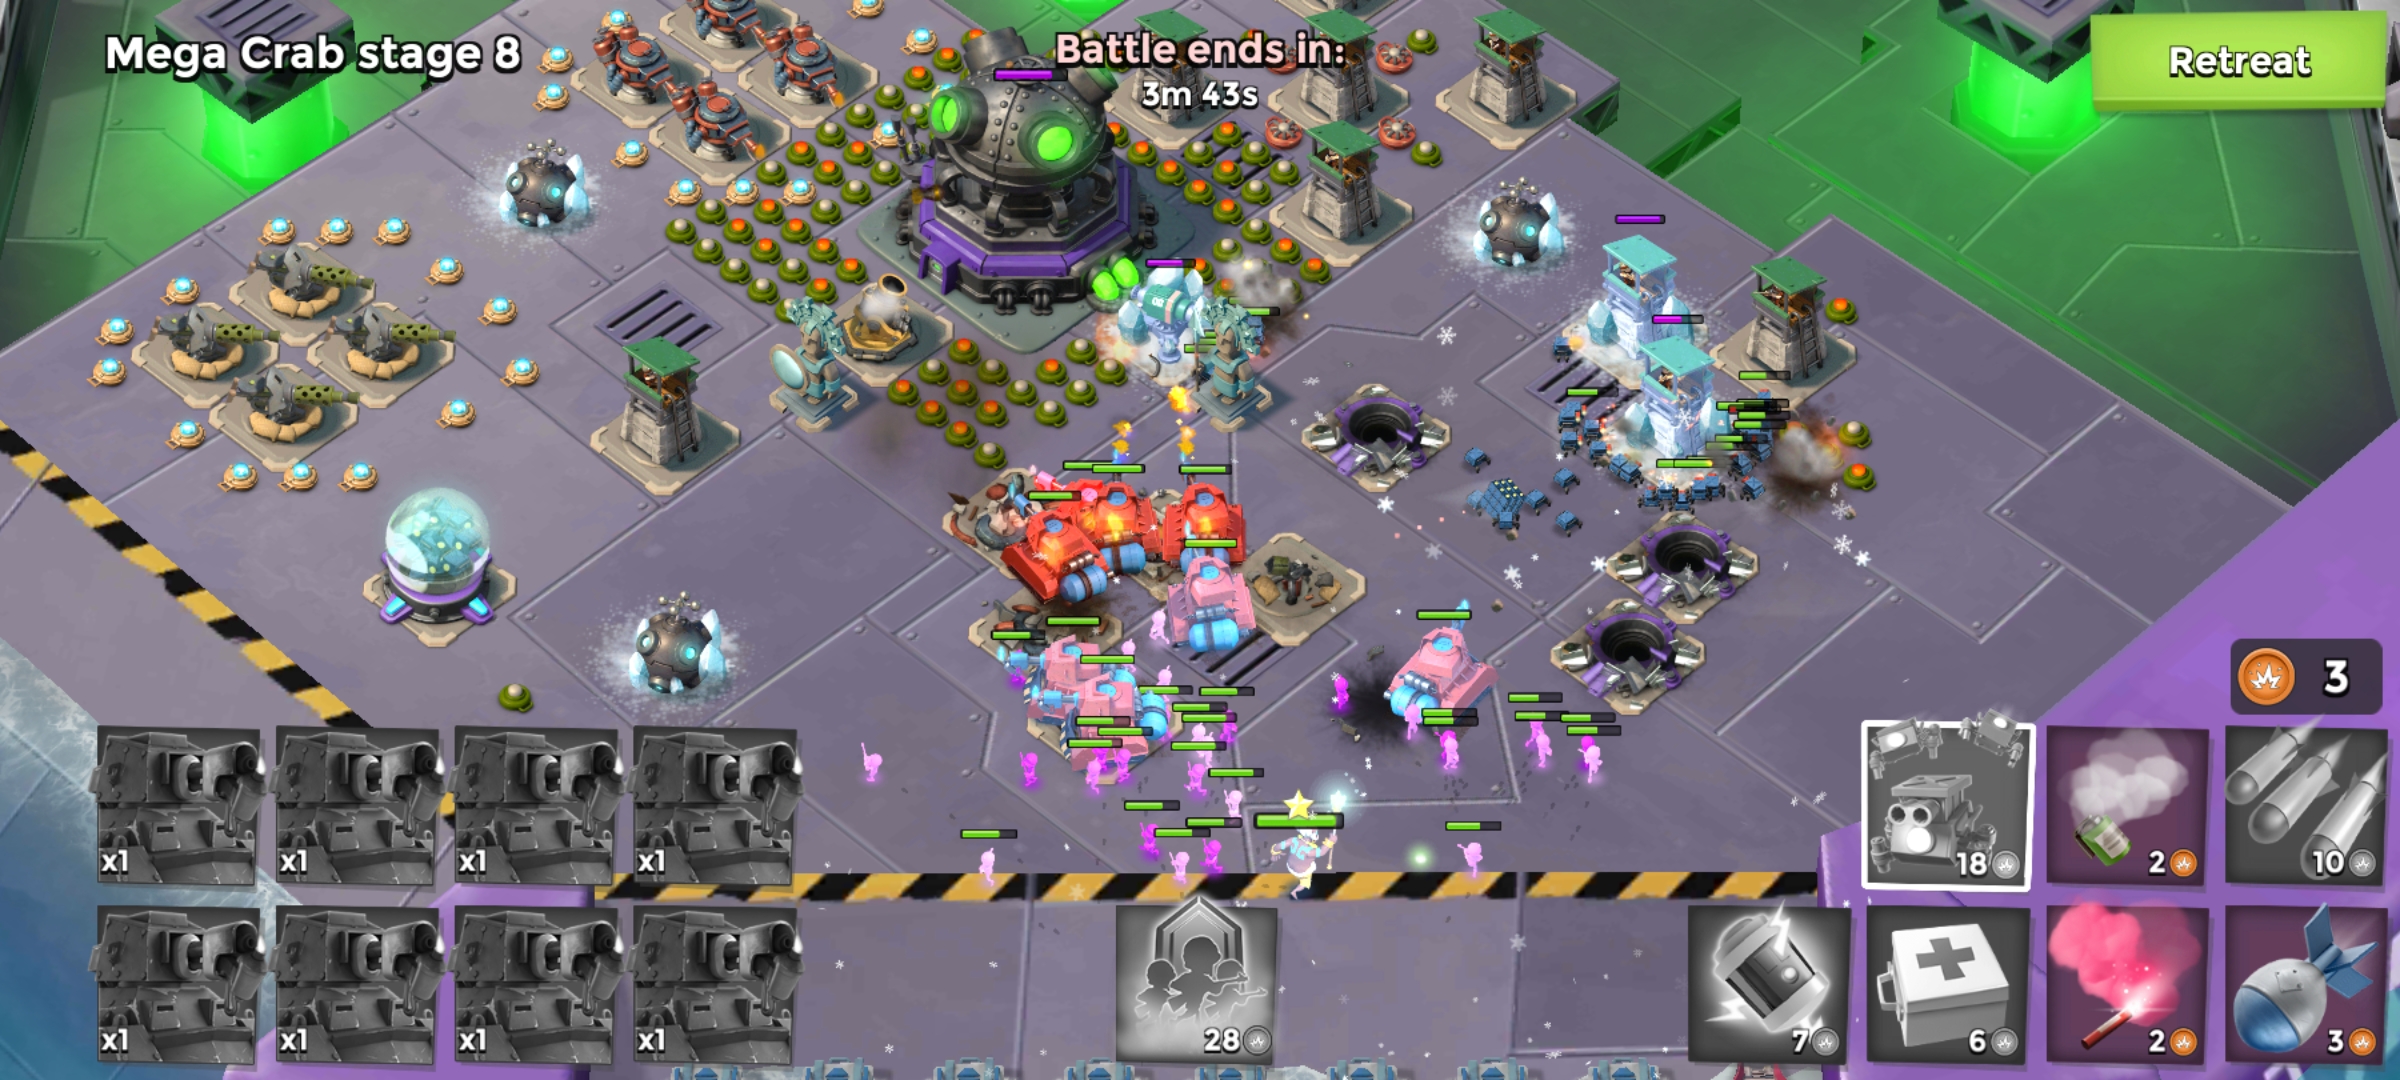 Mega Crab stage 8
Battle ends in:
3m 43s
Retreat
3
x1 x1 x1 x1
18 2 10
x1 x1 x1 x1
28 7 6 2 3